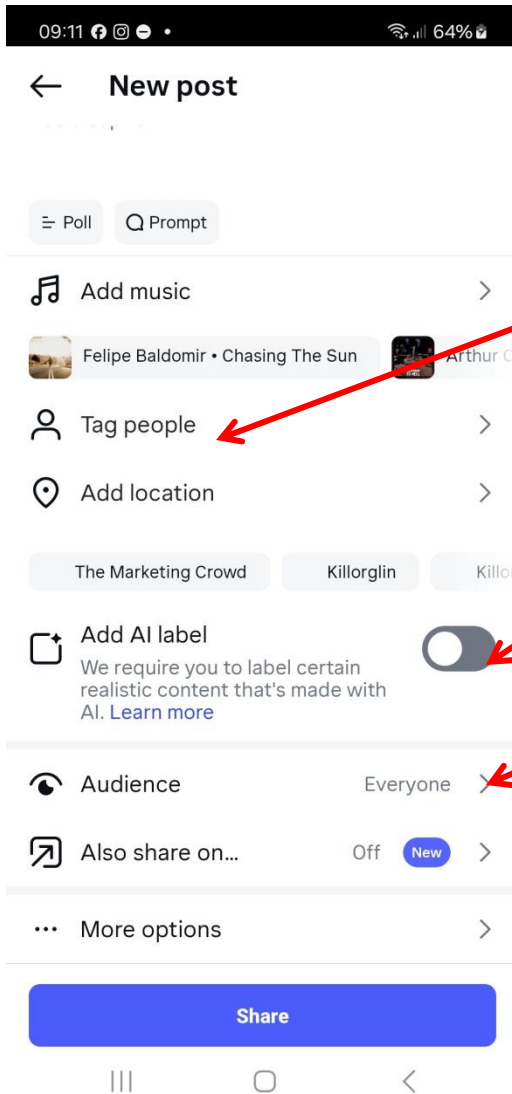 09:11 64%
New post
Poll Prompt
Add music
Felipe Baldomir • Chasing The Sun Arthur C
Tag people
Add location
The Marketing Crowd Killorglin Killo
Add AI label
We require you to label certain
realistic content that's made with
AI. Learn more
Audience Everyone
Also share on... Off New
More options
Share